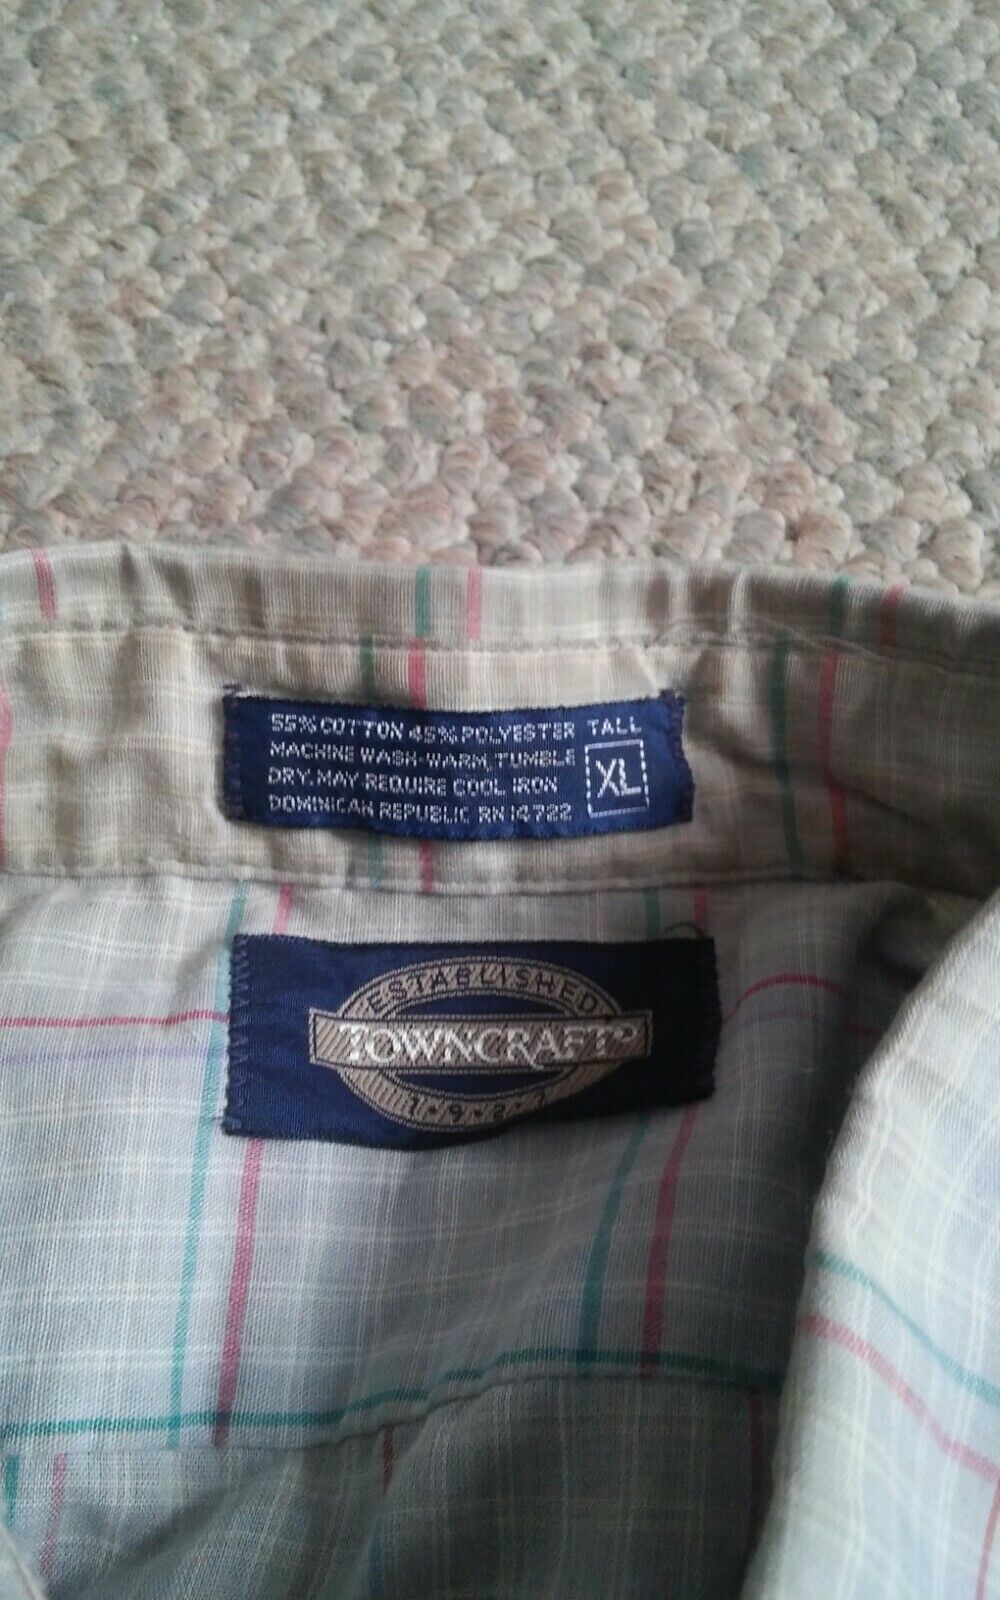 55% COTTON 45% POLYESTER TALL
MACHINE WASH-WARM, TUMBLE
DRY, MAY REQUIRE COOL IRON
XL
DOMINICAN REPUBLIC RN 14722
ESTABLISHED
TOWNCRAFT®
1·9·2·7